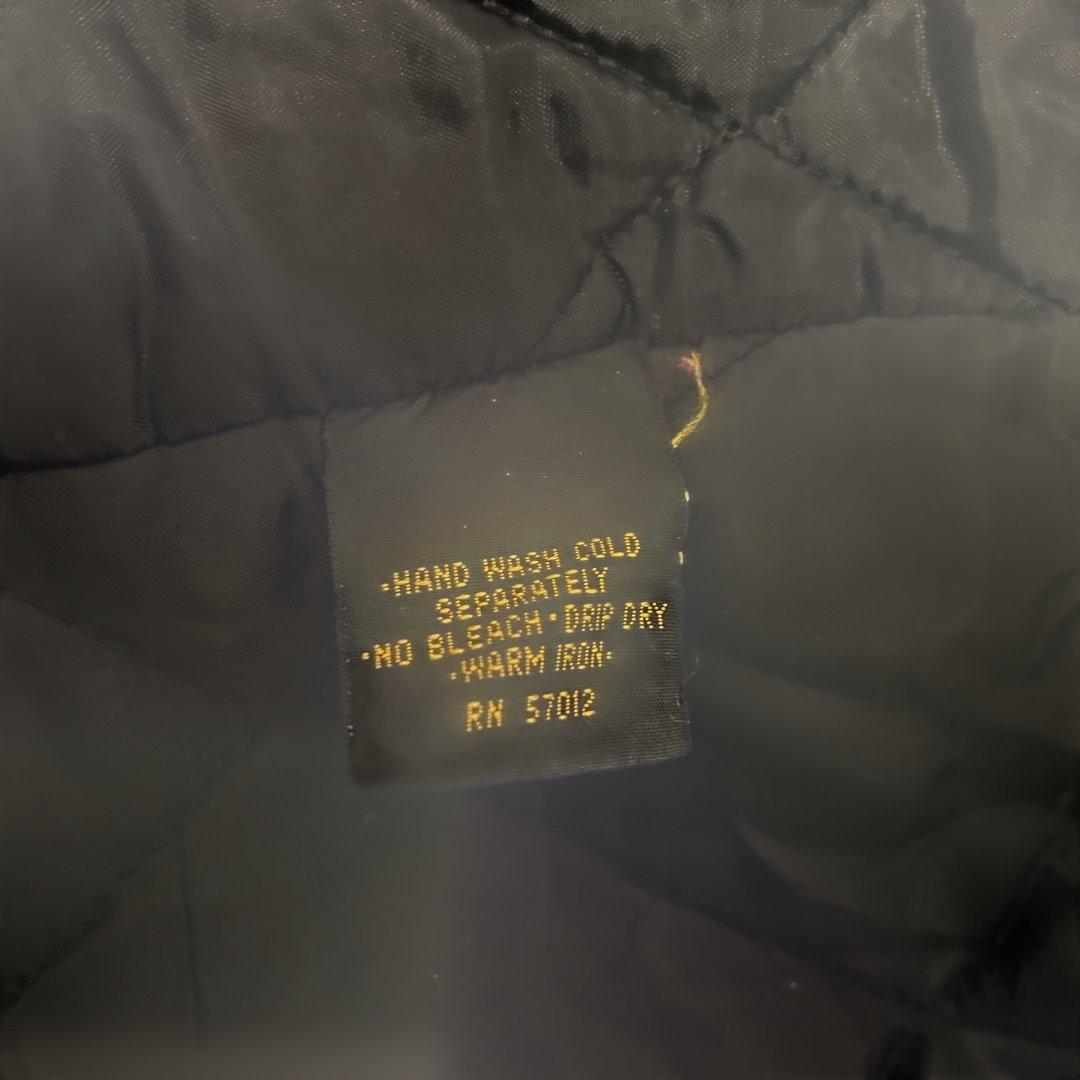 •HAND WASH COLD
SEPARATELY
•NO BLEACH•DRIP DRY
•WARM IRON•
RN 57012